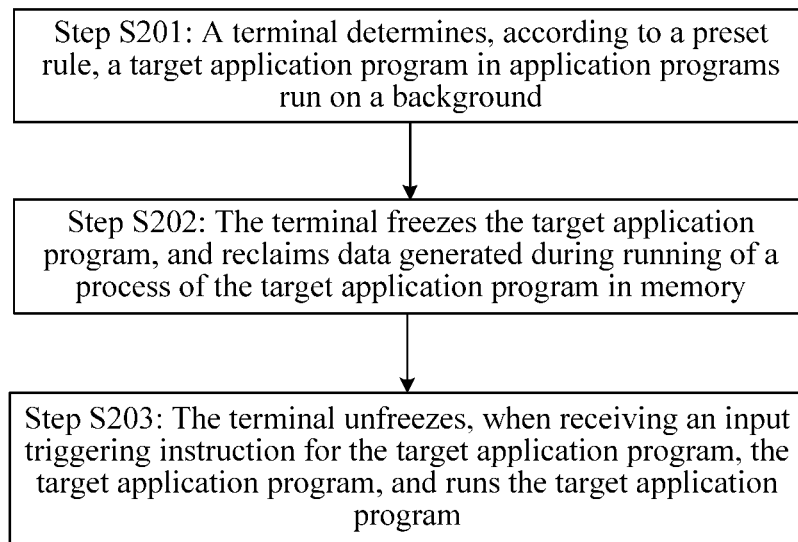 Step S201: A terminal determines, according to a preset
rule, a target application program in application programs
run on a background
Step S202: The terminal freezes the target application
program, and reclaims data generated during running of a
process of the target application program in memory
Step S203: The terminal unfreezes, when receiving an input
triggering instruction for the target application program, the
target application program, and runs the target application
program